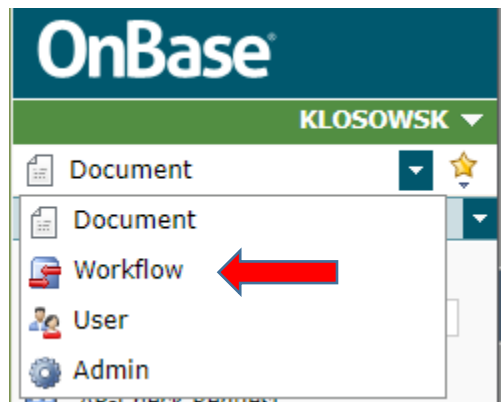 OnBase®
KLOSOWSK
Document
Document
Workflow
User
Admin